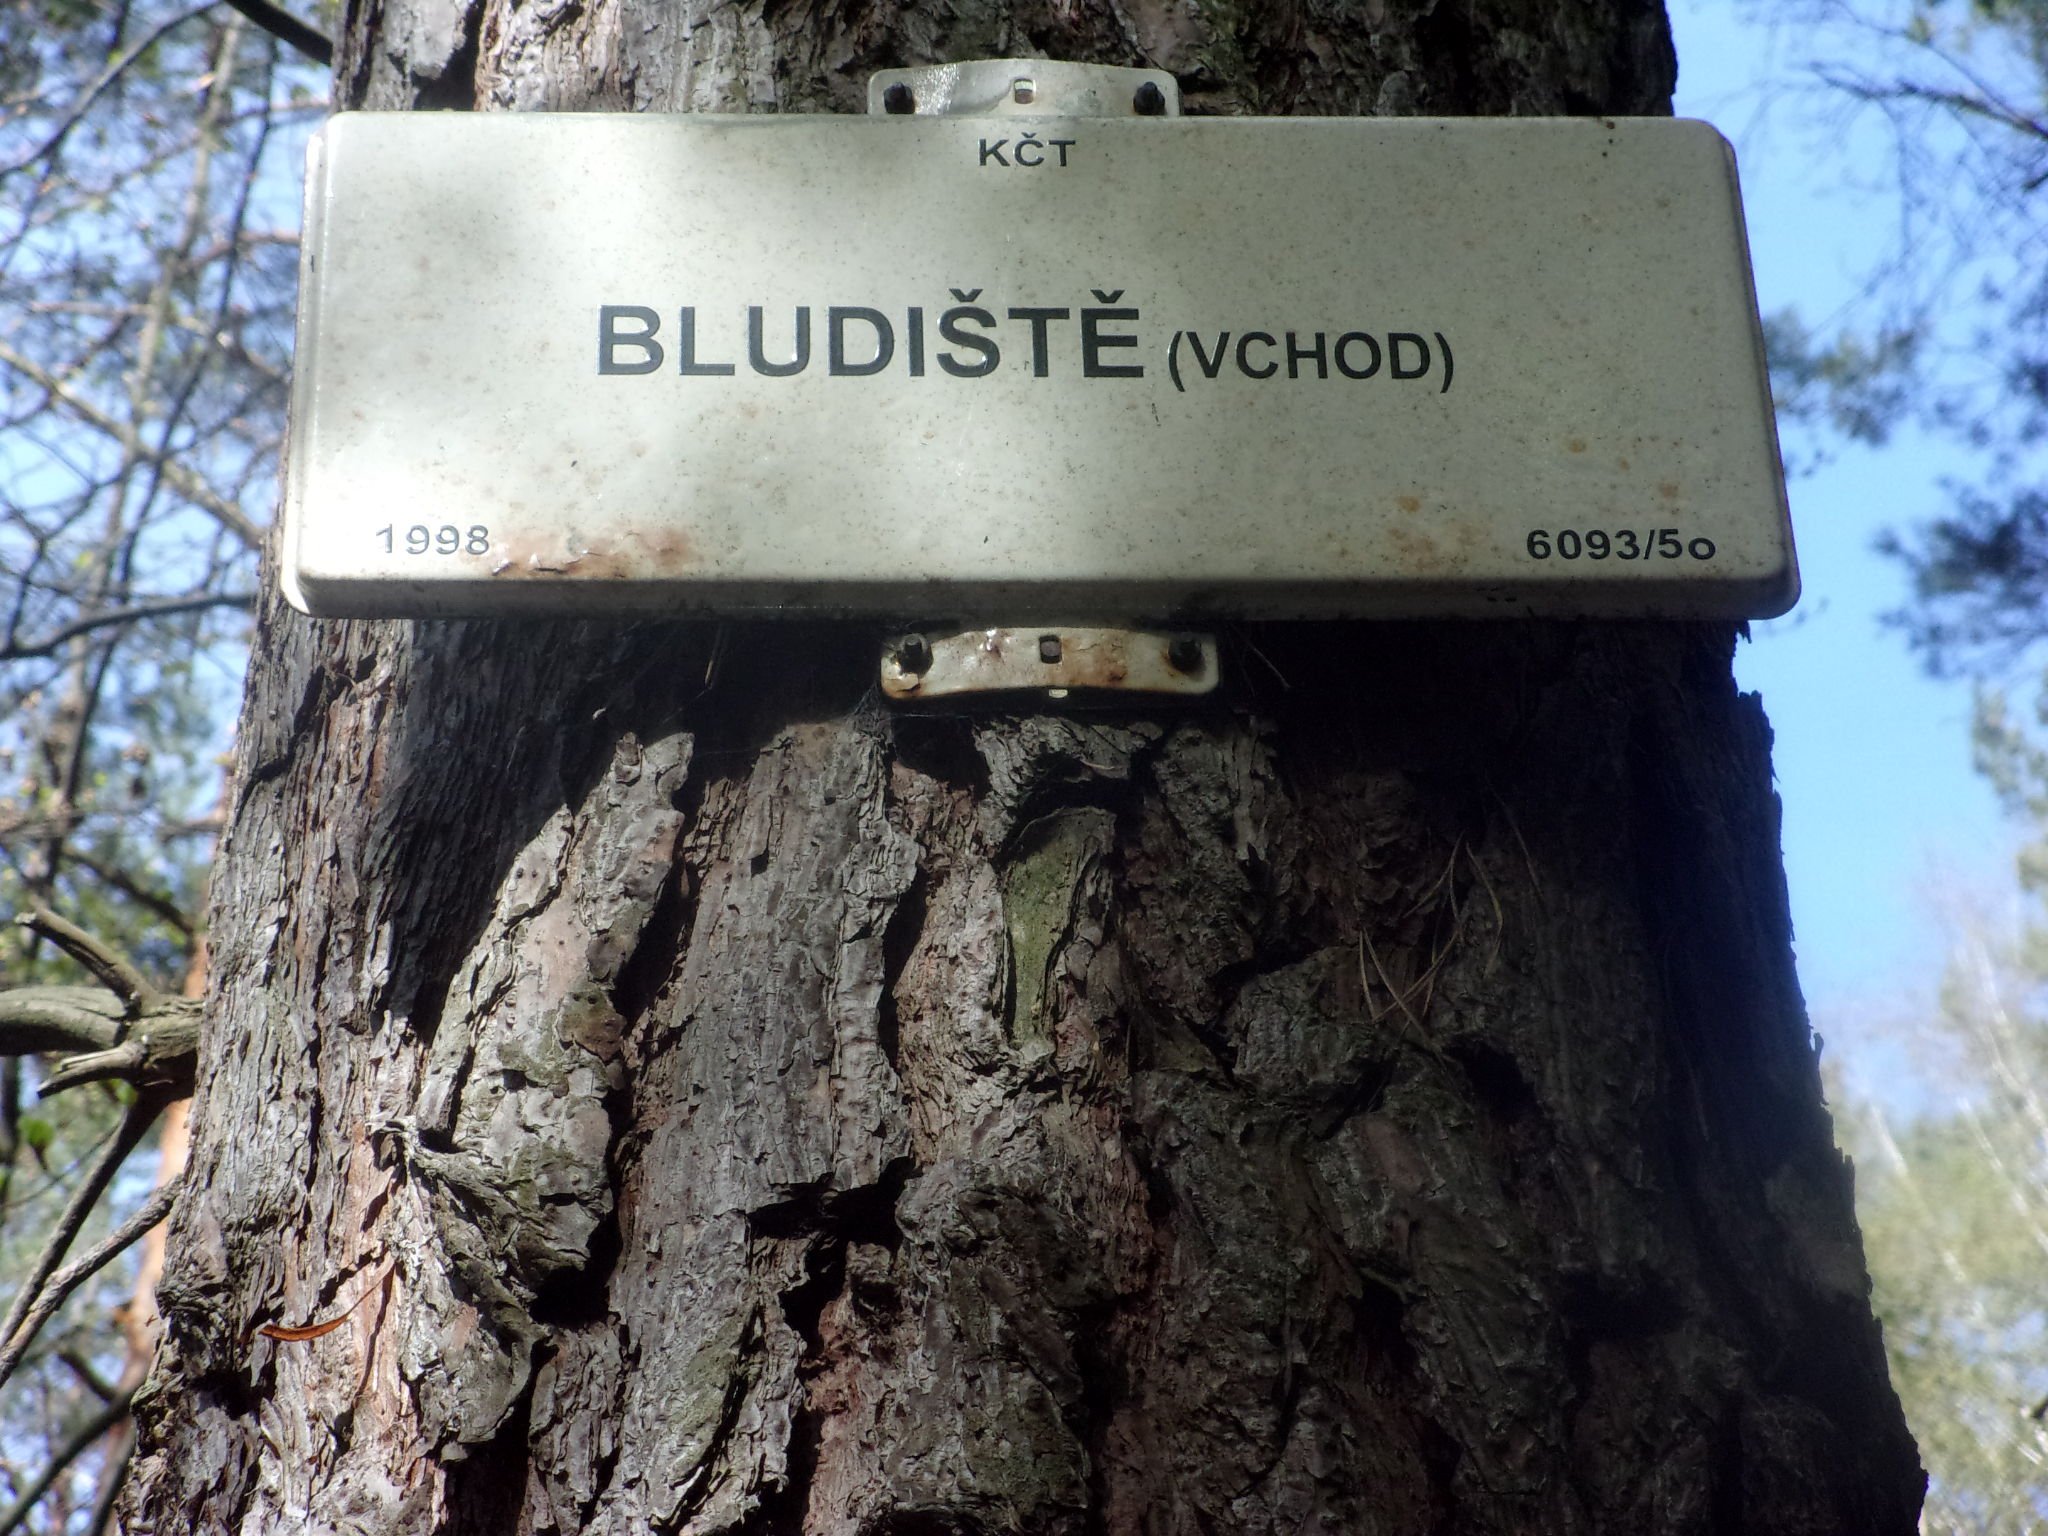 KČT
BLUDIŠTĚ (VCHOD)
1998 6093/5o